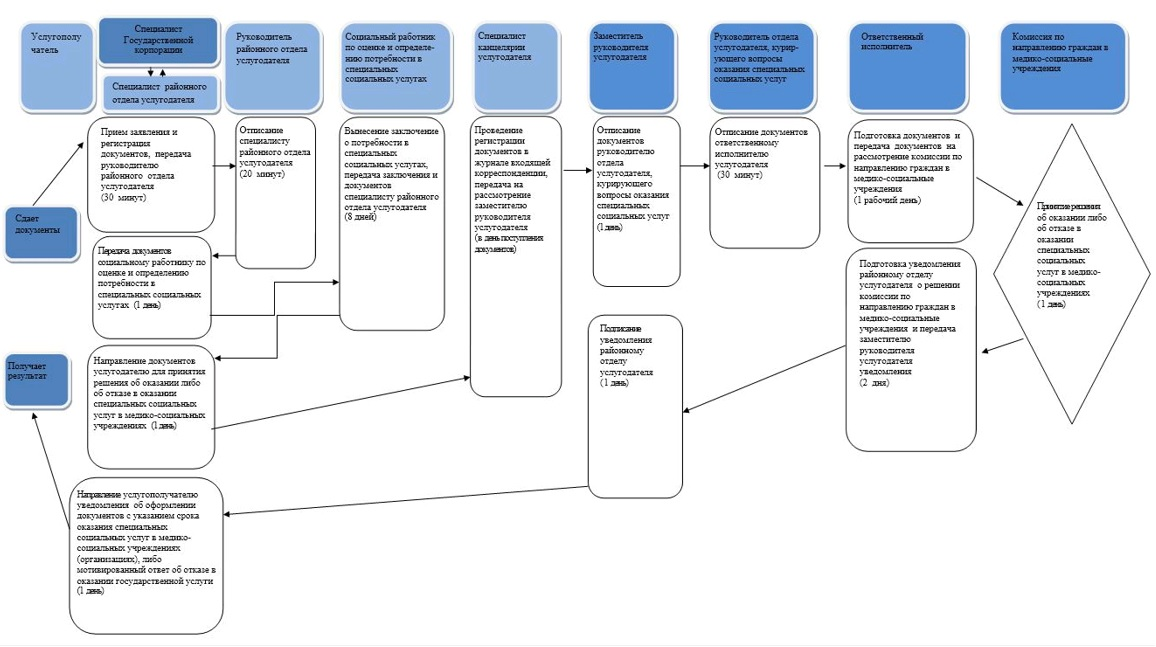 Услугополу
чатель
Специалист
Государственной
корпорации
Специалист районного
отдела услугодателя
Руководитель
районного отдела
услугодателя
Социальный работник
по оценке и определе-
нию потребности в
специальных
социальных услугах
Специалист
канцелярии
услугодателя
Заместитель
руководителя
услугодателя
Руководитель отдела
услугодателя, курир-
ующего вопросы
оказания специальных
социальных услуг
Ответственный
исполнитель
Комиссия по
направлению граждан в
медико-социальные
учреждения
Сдает
документы
Прием заявления и
регистрация
документов, передача
руководителю
районного отдела
услугодателя
(30 минут)
Отписание
специалисту
районного отдела
услугодателя
(20 минут)
Передача документов
социальному работнику по
оценке и определению
потребности в
специальных социальных
услугах (1 день)
Вынесение заключение
о потребности в
специальных
социальных услугах,
передача заключения и
документов
специалисту районного
отдела услугодателя
(8 дней)
Направление документов
услугодателю для принятия
решения об оказании либо
об отказе в оказании
специальных социальных
услуг в медико-социальных
учреждениях (1день)
Проведение
регистрации
документов в
журнале входящей
корреспонденции,
передача на
рассмотрение
заместителю
руководителя
услугодателя
(в день поступления
документов)
Отписание
документов
руководителю
отдела
услугодателя,
курирующего
вопросы оказания
специальных
социальных услуг
(1день)
Отписание документов
ответственному
исполнителю
услугодателя
(30 минут)
Подготовка документов и
передача документов на
рассмотрение комиссии по
направлению граждан в
медико-социальные
учреждения
(1 рабочий день)
Принятие решения
об оказании либо
об отказе в
оказании
специальных
социальных
услуг в медико-
социальных
учреждениях
(1 день)
Подготовка уведомления
районному отделу
услугодателя о решении
комиссии по
направлению граждан в
медико-социальные
учреждения и передача
заместителю
руководителя
услугодателя
уведомления
(2 дня)
Подписание
уведомления
районному
отделу
услугодателя
(1 день)
Направление услугополучателю
уведомления об оформлении
документов с указанием срока
оказания специальных
социальных услуг в медико-
социальных учреждениях
(организациях), либо
мотивированный ответ об отказе в
оказании государственной услуги
(1 день)
Получает
результат